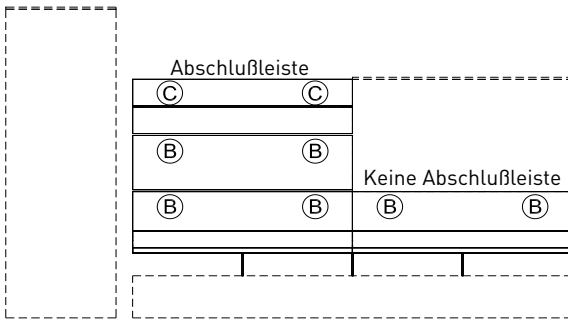 Abschlußleiste
C C
B B
Keine Abschlußleiste
B B B B